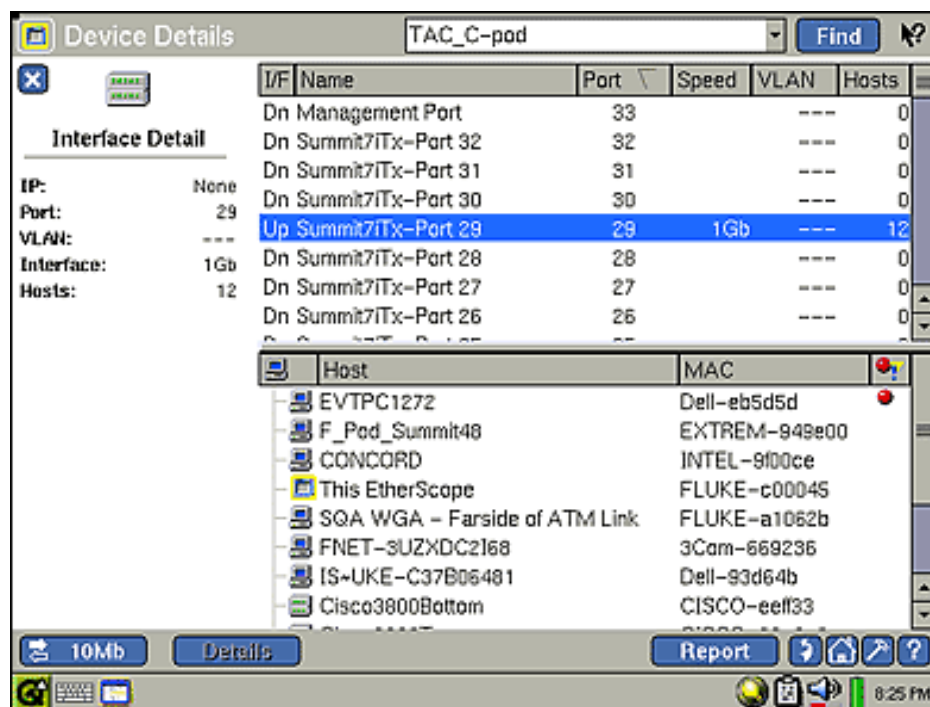 Device Details TAC_C-pod Find
Interface Detail
IP: None
Port: 29
VLAN: ---
Interface: 1Gb
Hosts: 12
I/F Name Port Speed VLAN Hosts
Dn Management Port 33 --- 0
Dn Summit7iTx-Port 32 32 --- 0
Dn Summit7iTx-Port 31 31 --- 0
Dn Summit7iTx-Port 30 30 --- 0
Up Summit7iTx-Port 29 29 1Gb --- 12
Dn Summit7iTx-Port 28 28 --- 0
Dn Summit7iTx-Port 27 27 --- 0
Dn Summit7iTx-Port 26 26 --- 0
Host MAC
EVTPC1272 Dell-eb5d5d
F_Pod_Summit48 EXTREM-949e00
CONCORD INTEL-9f00ce
This EtherScope FLUKE-c00045
SQA WGA - Farside of ATM Link FLUKE-a1062b
FNET-3UZXDC2I68 3Com-669236
IS~UKE-C37B06481 Dell-93d64b
Cisco3800Bottom CISCO-eeff33
10Mb Details Report ?
8:25 PM